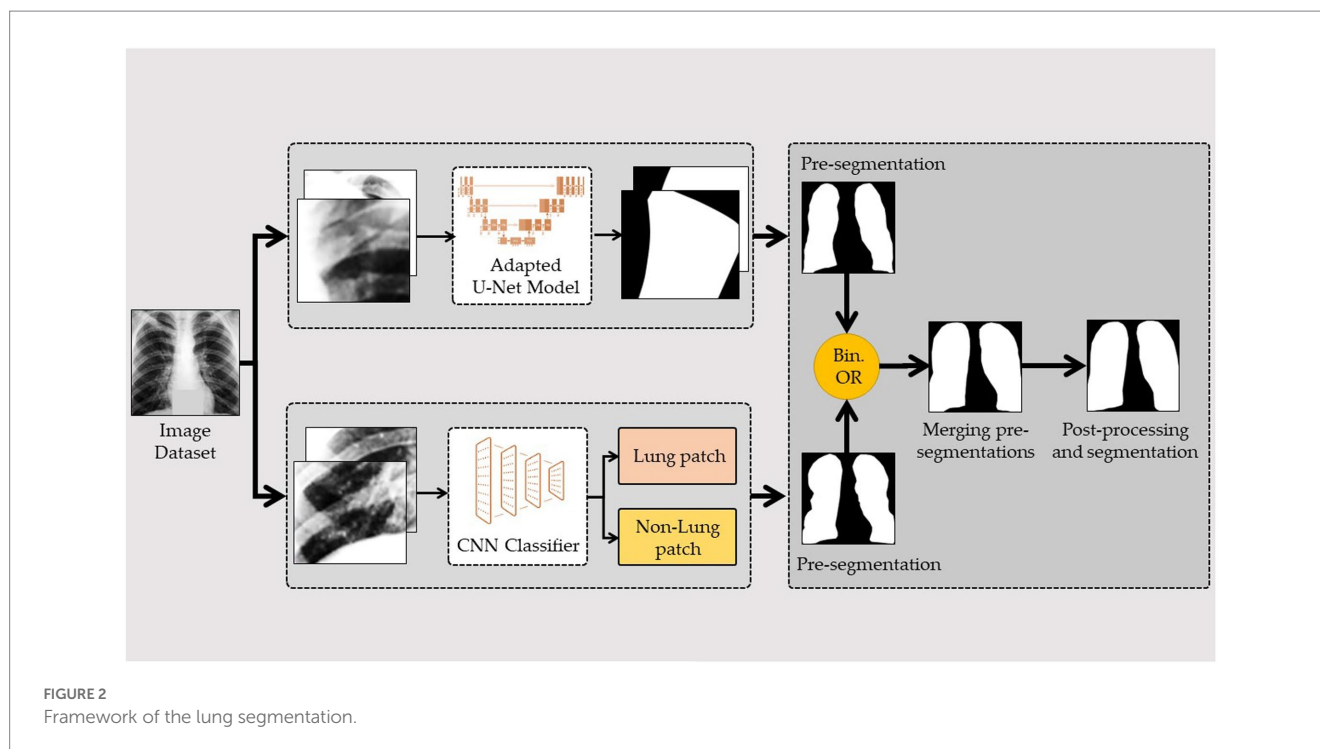 Image
Dataset
Adapted
U-Net Model
CNN Classifier
Lung patch
Non-Lung
patch
Pre-segmentation
Bin.
OR
Pre-segmentation
Merging pre-
segmentations
Post-processing
and segmentation
FIGURE 2
Framework of the lung segmentation.